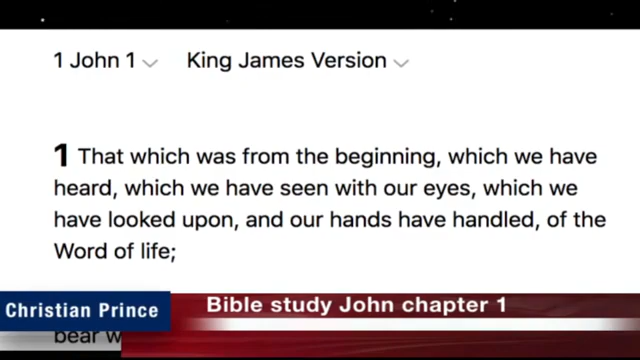 1 John 1 King James Version
1 That which was from the beginning, which we have
heard, which we have seen with our eyes, which we
have looked upon, and our hands have handled, of the
Word of life;
Christian Prince
Bible study John chapter 1
bear w